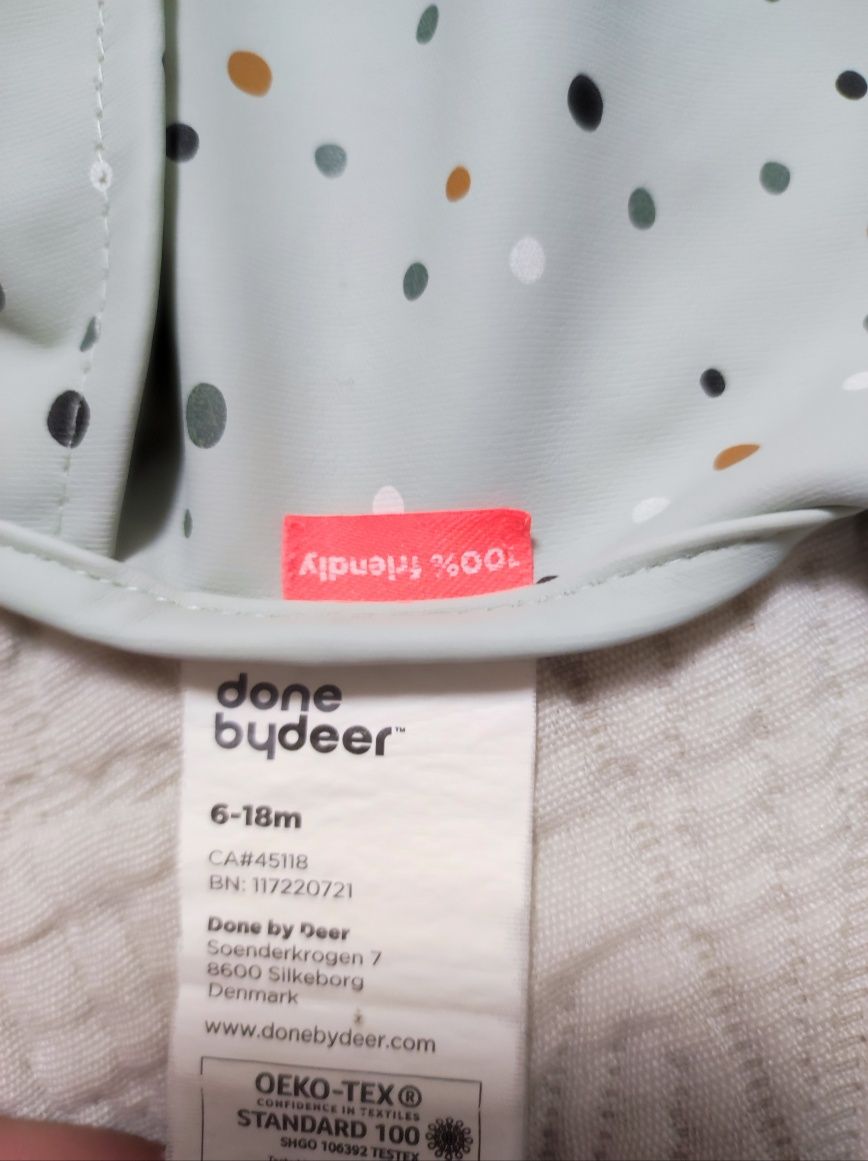 100% friendly
done
bydeer™
6-18m
CA#45118
BN: 117220721
Done by Deer
Soenderkrogen 7
8600 Silkeborg
Denmark
www.donebydeer.com
OEKO-TEX®
CONFIDENCE IN TEXTILES
STANDARD 100
SHGO 106392 TESTEX